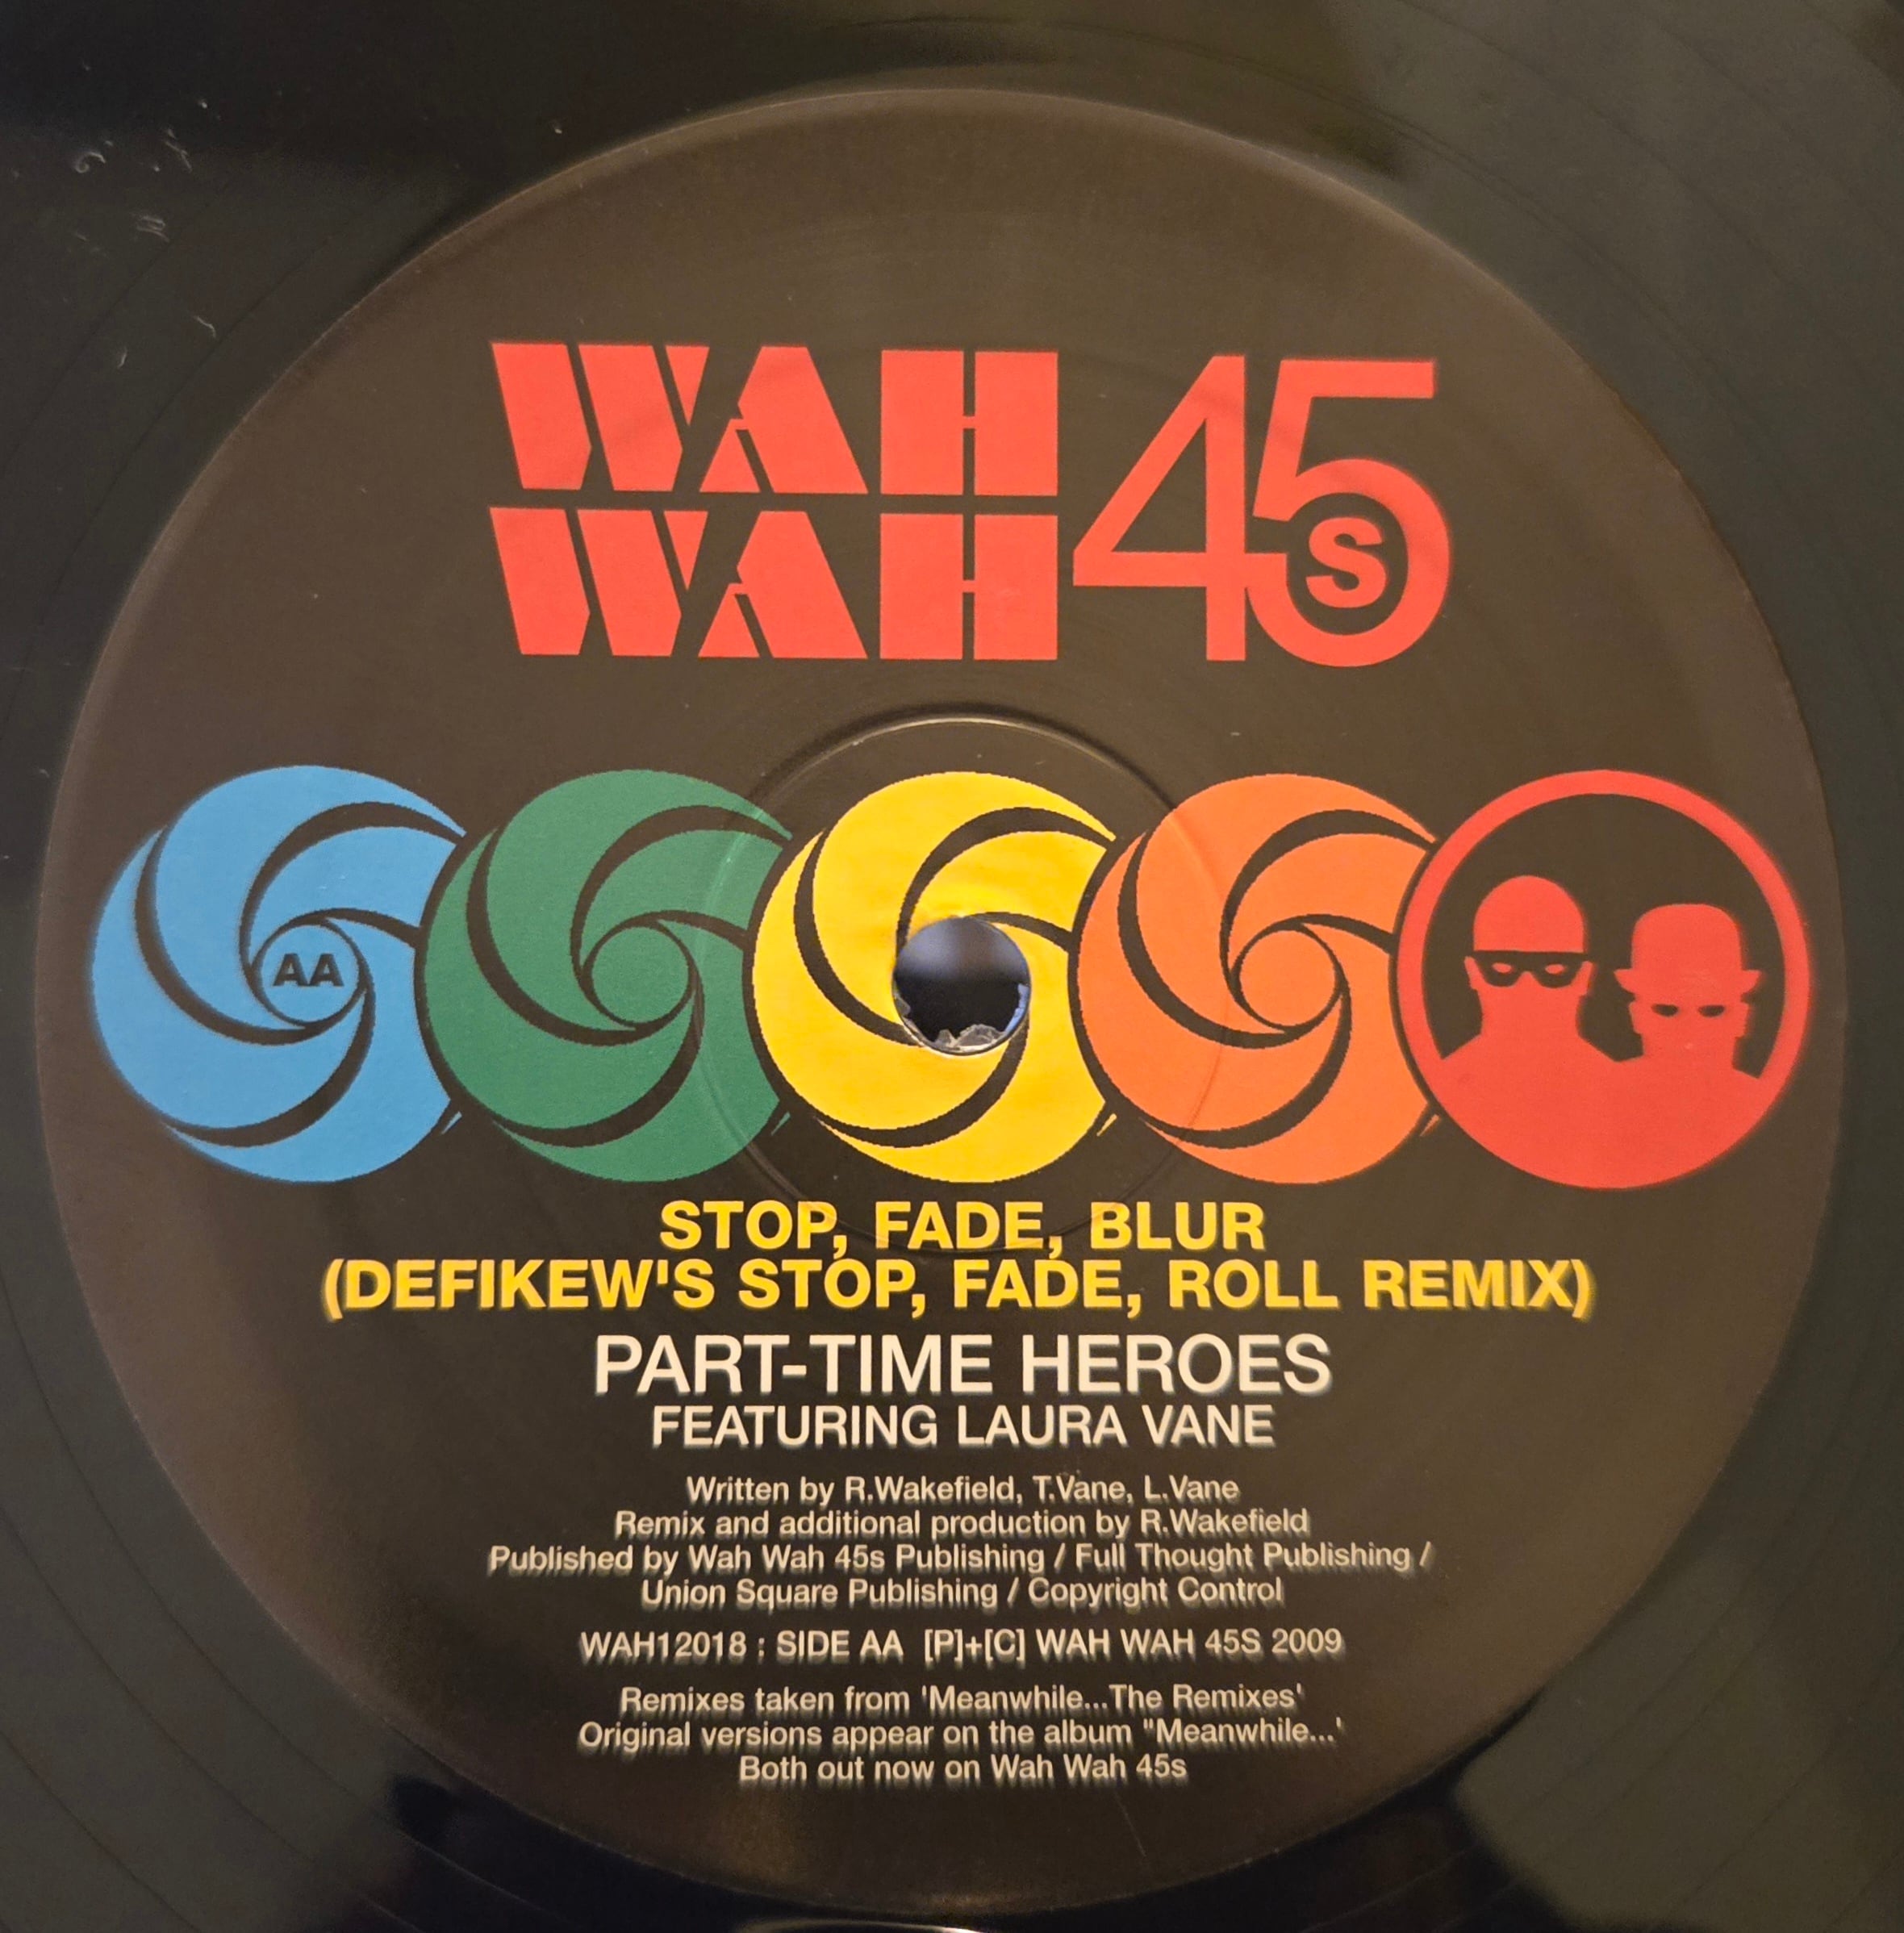 WAH
WAH 45s
AA
STOP, FADE, BLUR
(DEFIKEW'S STOP, FADE, ROLL REMIX)
PART-TIME HEROES
FEATURING LAURA VANE
Written by R.Wakefield, T.Vane, L.Vane
Remix and additional production by R.Wakefield
Published by Wah Wah 45s Publishing / Full Thought Publishing /
Union Square Publishing / Copyright Control
WAH12018 : SIDE AA [P]+[C] WAH WAH 45S 2009
Remixes taken from 'Meanwhile...The Remixes'
Original versions appear on the album "Meanwhile...'
Both out now on Wah Wah 45s